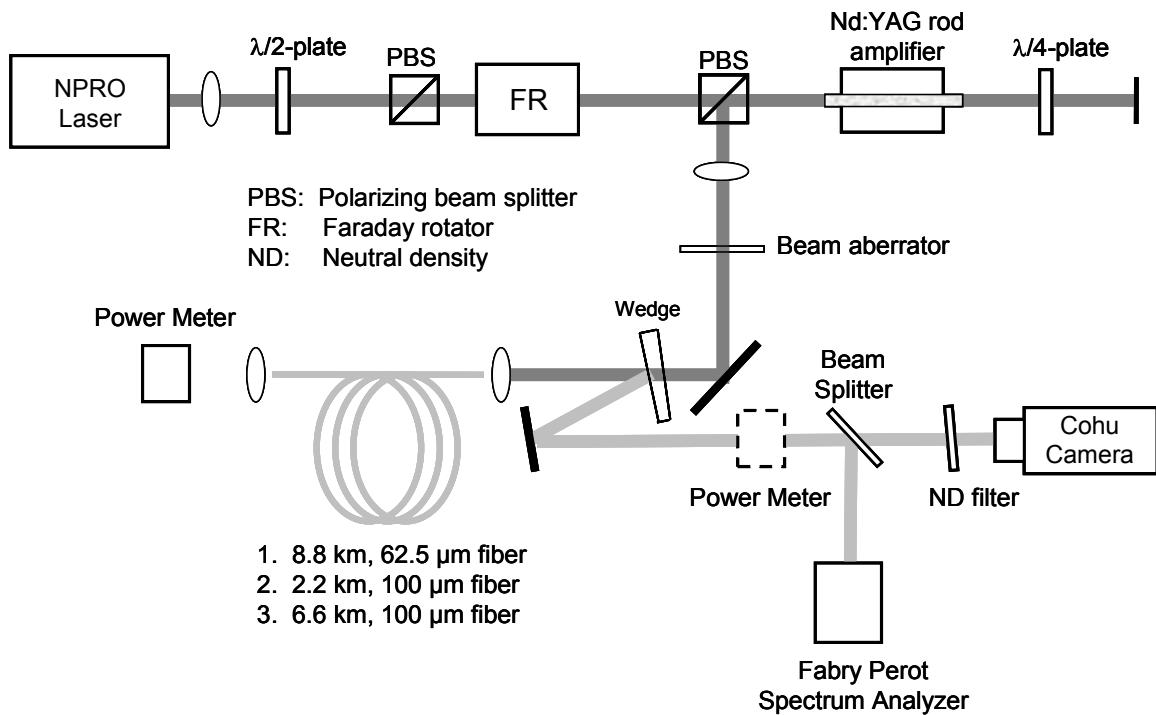 NPRO
Laser
λ/2-plate
PBS
FR
PBS
Nd:YAG rod
amplifier
λ/4-plate
PBS: Polarizing beam splitter
FR: Faraday rotator
ND: Neutral density
Beam aberrator
Power Meter
Wedge
Beam
Splitter
Cohu
Camera
Power Meter
ND filter
1. 8.8 km, 62.5 μm fiber
2. 2.2 km, 100 μm fiber
3. 6.6 km, 100 μm fiber
Fabry Perot
Spectrum Analyzer